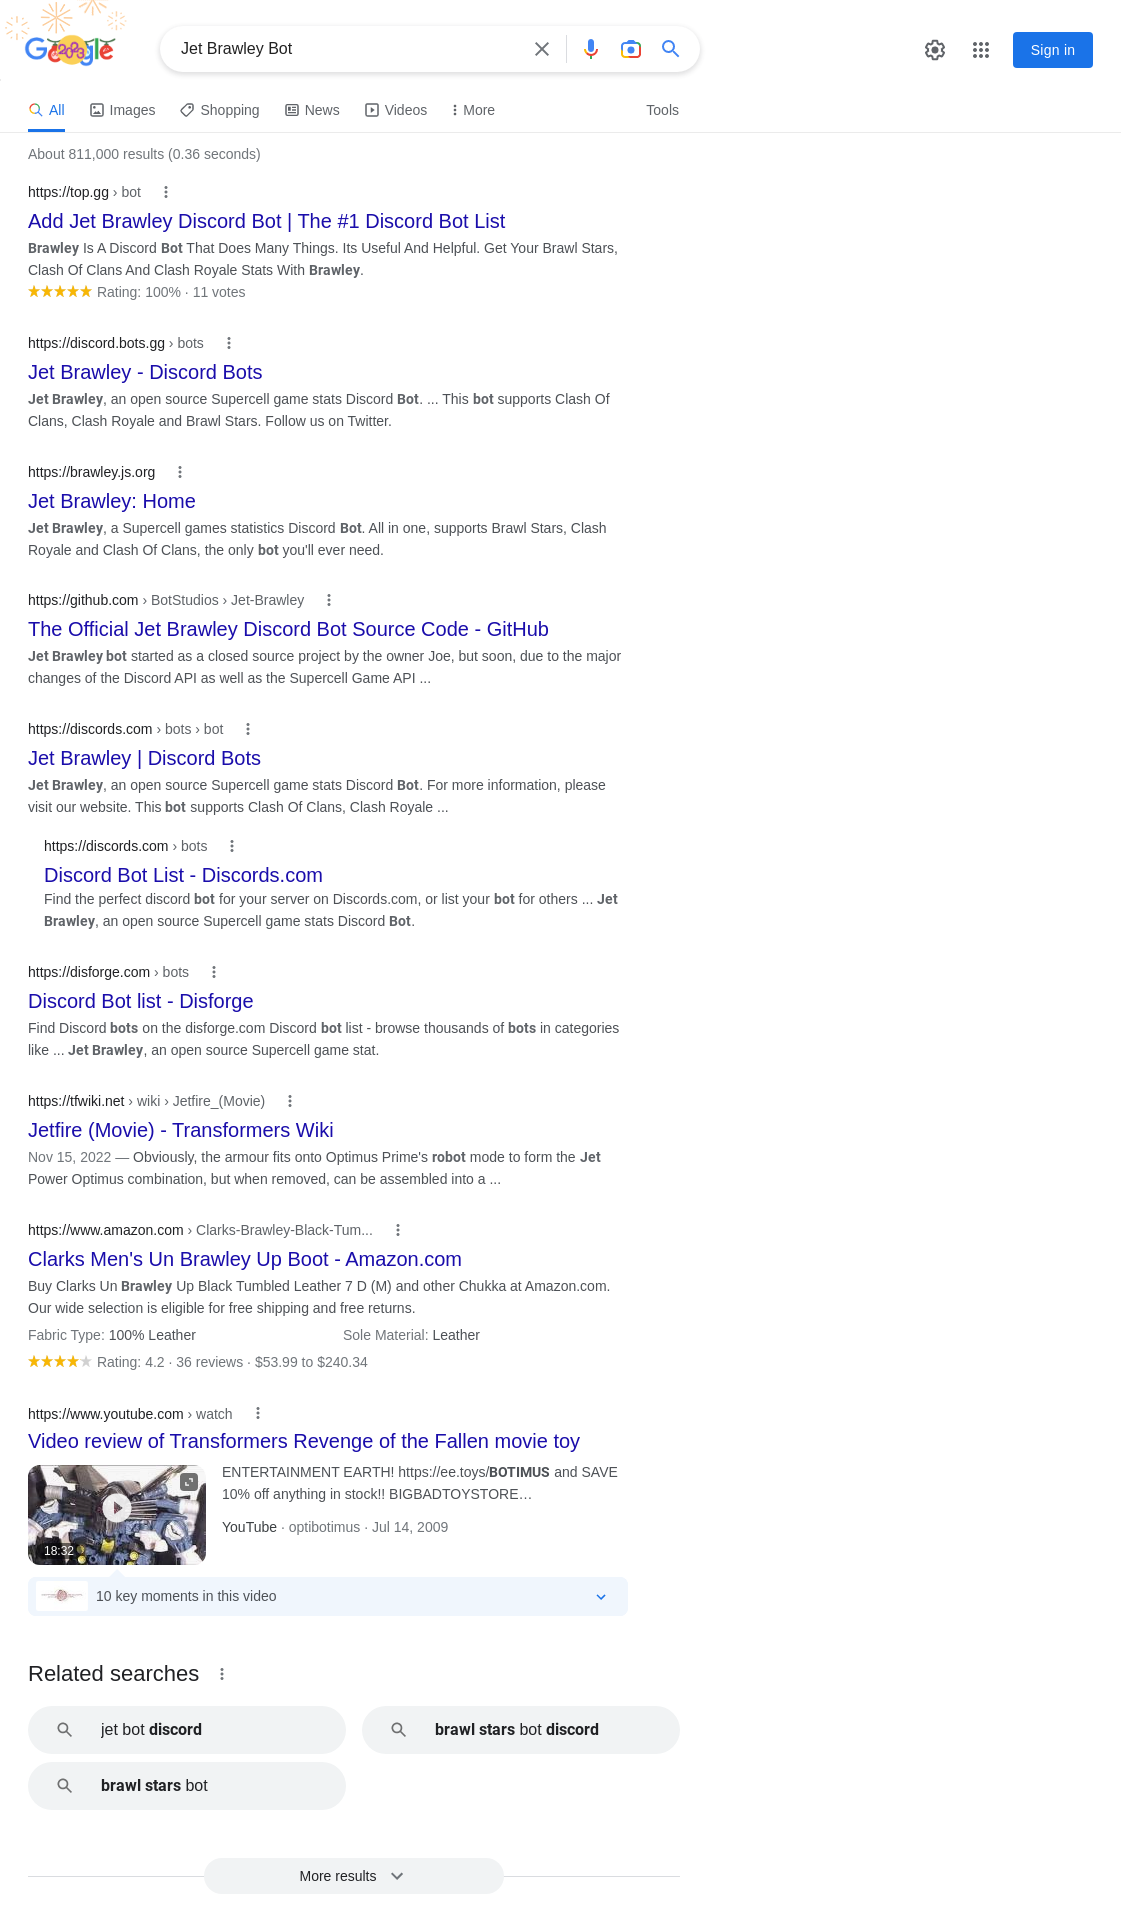 Google
Jet Brawley Bot
Sign in
All
Images
Shopping
News
Videos
More
Tools
About 811,000 results (0.36 seconds)
https://top.gg › bot
Add Jet Brawley Discord Bot | The #1 Discord Bot List
Brawley Is A Discord Bot That Does Many Things. Its Useful And Helpful. Get Your Brawl Stars,
Clash Of Clans And Clash Royale Stats With Brawley.
Rating: 100% · 11 votes
https://discord.bots.gg › bots
Jet Brawley - Discord Bots
Jet Brawley, an open source Supercell game stats Discord Bot. ... This bot supports Clash Of
Clans, Clash Royale and Brawl Stars. Follow us on Twitter.
https://brawley.js.org
Jet Brawley: Home
Jet Brawley, a Supercell games statistics Discord Bot. All in one, supports Brawl Stars, Clash
Royale and Clash Of Clans, the only bot you'll ever need.
https://github.com › BotStudios › Jet-Brawley
The Official Jet Brawley Discord Bot Source Code - GitHub
Jet Brawley bot started as a closed source project by the owner Joe, but soon, due to the major
changes of the Discord API as well as the Supercell Game API ...
https://discords.com › bots › bot
Jet Brawley | Discord Bots
Jet Brawley, an open source Supercell game stats Discord Bot. For more information, please
visit our website. This bot supports Clash Of Clans, Clash Royale ...
https://discords.com › bots
Discord Bot List - Discords.com
Find the perfect discord bot for your server on Discords.com, or list your bot for others ... Jet
Brawley, an open source Supercell game stats Discord Bot.
https://disforge.com › bots
Discord Bot list - Disforge
Find Discord bots on the disforge.com Discord bot list - browse thousands of bots in categories
like ... Jet Brawley, an open source Supercell game stat.
https://tfwiki.net › wiki › Jetfire_(Movie)
Jetfire (Movie) - Transformers Wiki
Nov 15, 2022 — Obviously, the armour fits onto Optimus Prime's robot mode to form the Jet
Power Optimus combination, but when removed, can be assembled into a ...
https://www.amazon.com › Clarks-Brawley-Black-Tum...
Clarks Men's Un Brawley Up Boot - Amazon.com
Buy Clarks Un Brawley Up Black Tumbled Leather 7 D (M) and other Chukka at Amazon.com.
Our wide selection is eligible for free shipping and free returns.
Fabric Type: 100% Leather
Sole Material: Leather
Rating: 4.2 · 36 reviews · $53.99 to $240.34
https://www.youtube.com › watch
Video review of Transformers Revenge of the Fallen movie toy
ENTERTAINMENT EARTH! https://ee.toys/BOTIMUS and SAVE
10% off anything in stock!! BIGBADTOYSTORE…
18:32
YouTube · optibotimus · Jul 14, 2009
10 key moments in this video
Related searches
jet bot discord
brawl stars bot discord
brawl stars bot
More results